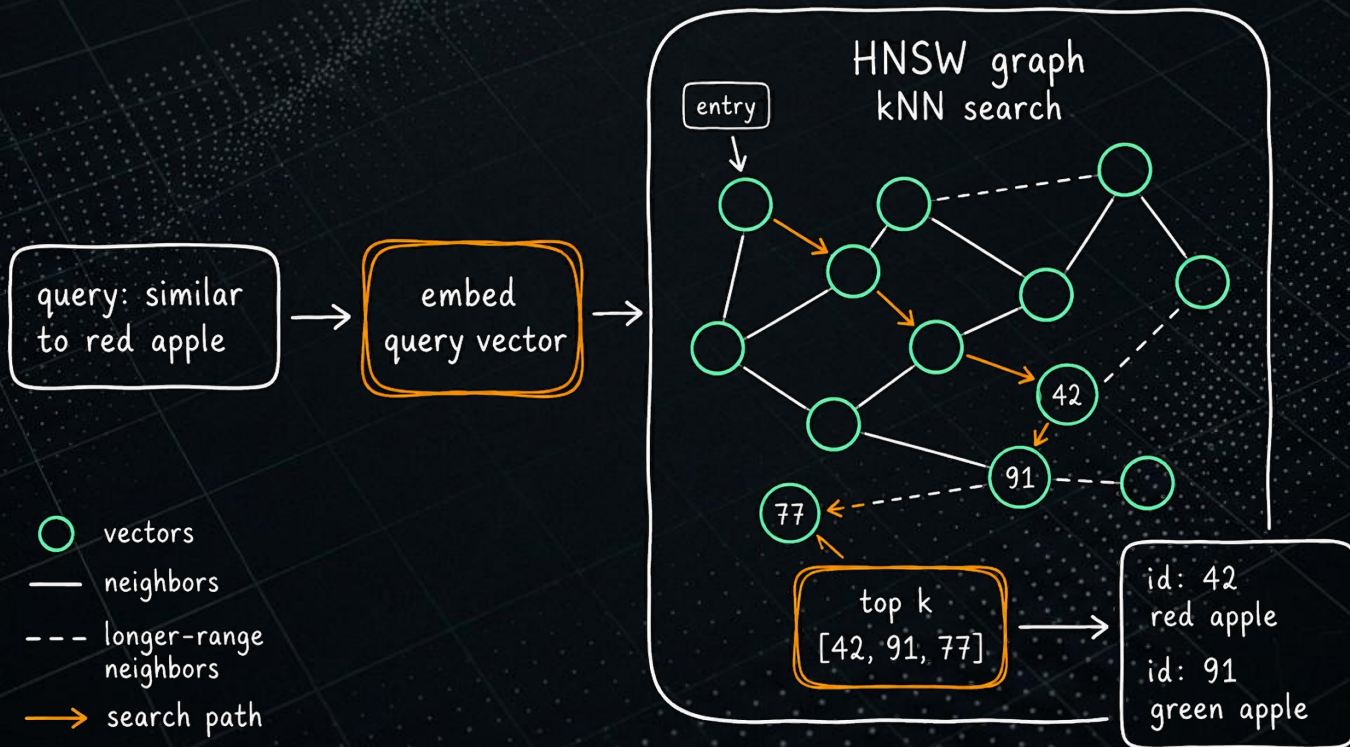 HNSW graph
kNN search
entry
query: similar
to red apple
embed
query vector
42
91
77
vectors
neighbors
longer-range
neighbors
search path
top k
[42, 91, 77]
id: 42
red apple
id: 91
green apple